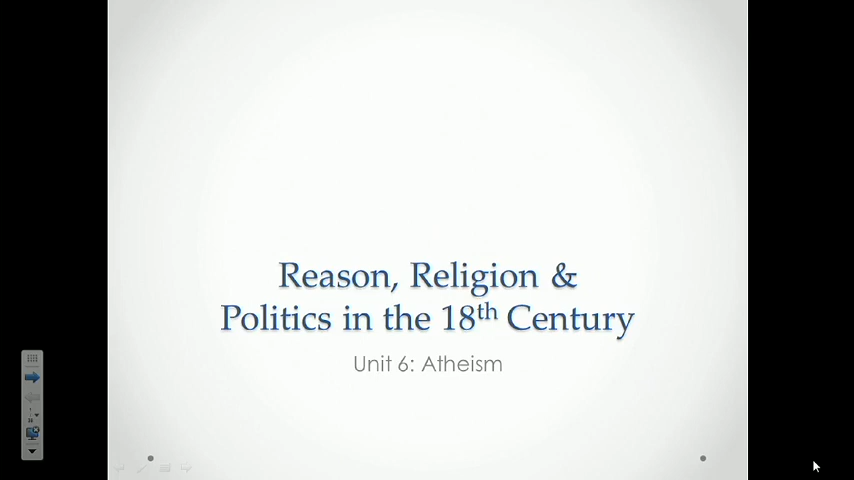 Reason, Religion &
Politics in the 18th Century
Unit 6: Atheism